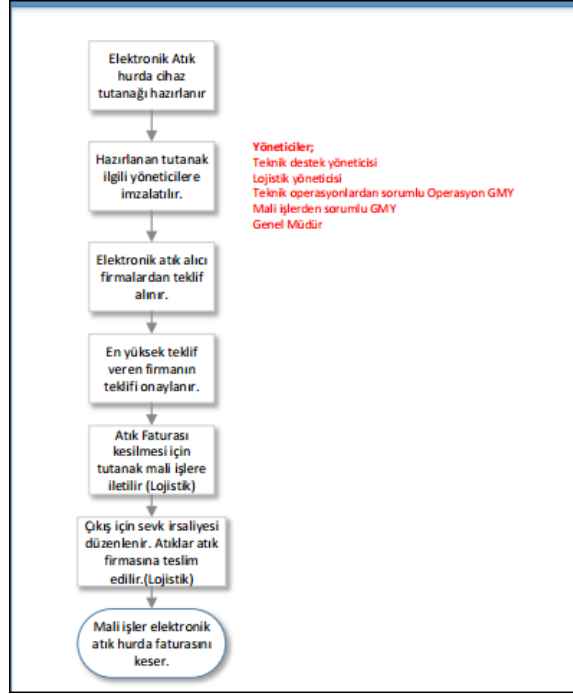 Elektronik Atık
hurda cihaz
tutanağı hazırlanır
Hazırlanan tutanak
ilgili yöneticilere
imzalatılır.
Yöneticiler;
Teknik destek yöneticisi
Lojistik yöneticisi
Teknik operasyonlardan sorumlu Operasyon GMY
Mali işlerden sorumlu GMY
Genel Müdür
Elektronik atık alıcı
firmalardan teklif
alınır.
En yüksek teklif
veren firmanın
teklifi onaylanır.
Atık Faturası
kesilmesi için
tutanak mali işlere
iletilir (Lojistik)
Çıkış için sevk irsaliyesi
düzenlenir. Atıklar atık
firmasına teslim
edilir.(Lojistik)
Mali işler elektronik
atık hurda faturasını
keser.